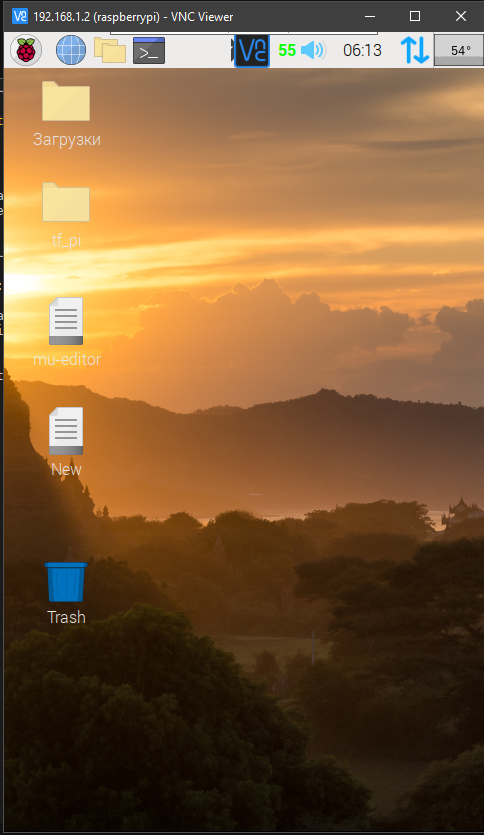 192.168.1.2 (raspberrypi) - VNC Viewer
55 06:13 54°
Загрузки
tf_pi
mu-editor
New
Trash